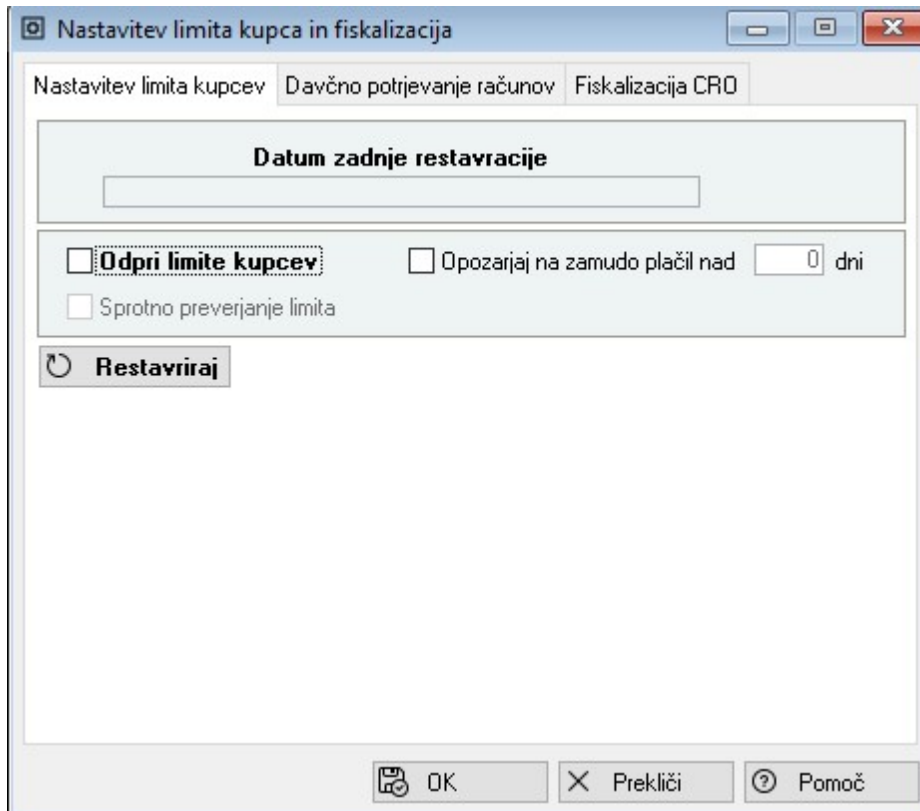 Nastavitev limita kupca in fiskalizacija
Nastavitev limita kupcev Davčno potrjevanje računov Fiskalizacija CRO
Datum zadnje restavracije
Odpri limite kupcev Opozarjaj na zamudo plačil nad 0 dni
Sprotno preverjanje limita
Restavriraj
OK Prekliči Pomoč